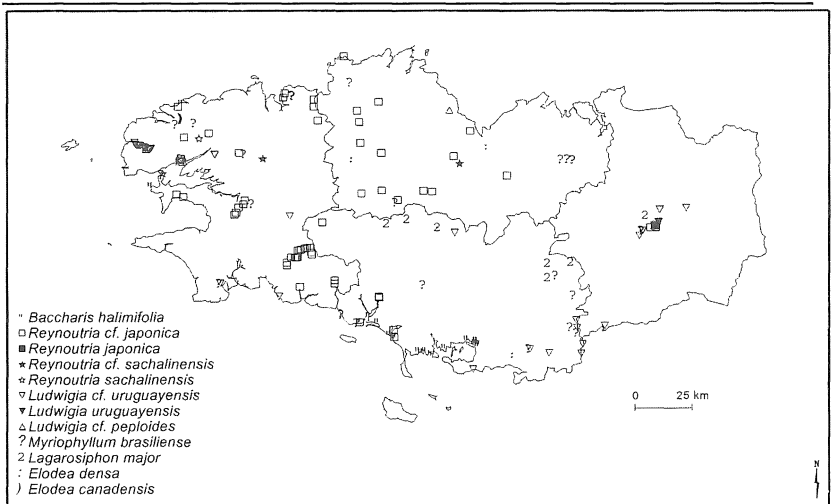 " Baccharis halimifolia
□ Reynoutria cf. japonica
■ Reynoutria japonica
★ Reynoutria cf. sachalinensis
☆ Reynoutria sachalinensis
▽ Ludwigia cf. uruguayensis
▼ Ludwigia uruguayensis
△ Ludwigia cf. peploides
? Myriophyllum brasiliense
2 Lagarosiphon major
: Elodea densa
) Elodea canadensis
0 25 km
N